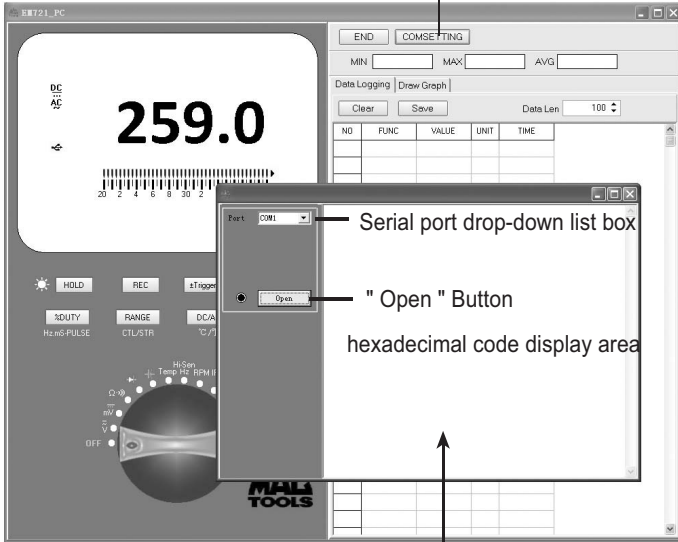 EM721_PC
END COMSETTING
MIN MAX AVG
Data Logging Draw Graph
Clear Save Data Len 100
NO FUNC VALUE UNIT TIME
DC
AC
259.0
20 2 4 6 8 30 2
Port COM1
Serial port drop-down list box
Open
" Open " Button
hexadecimal code display area
HOLD REC ±Trigger
%DUTY RANGE DC/A
Hz.mS-PULSE CTL/STR °C/°
Hi-Sen
Temp Hz RPM
Ω
mV
V
OFF
TOOLS